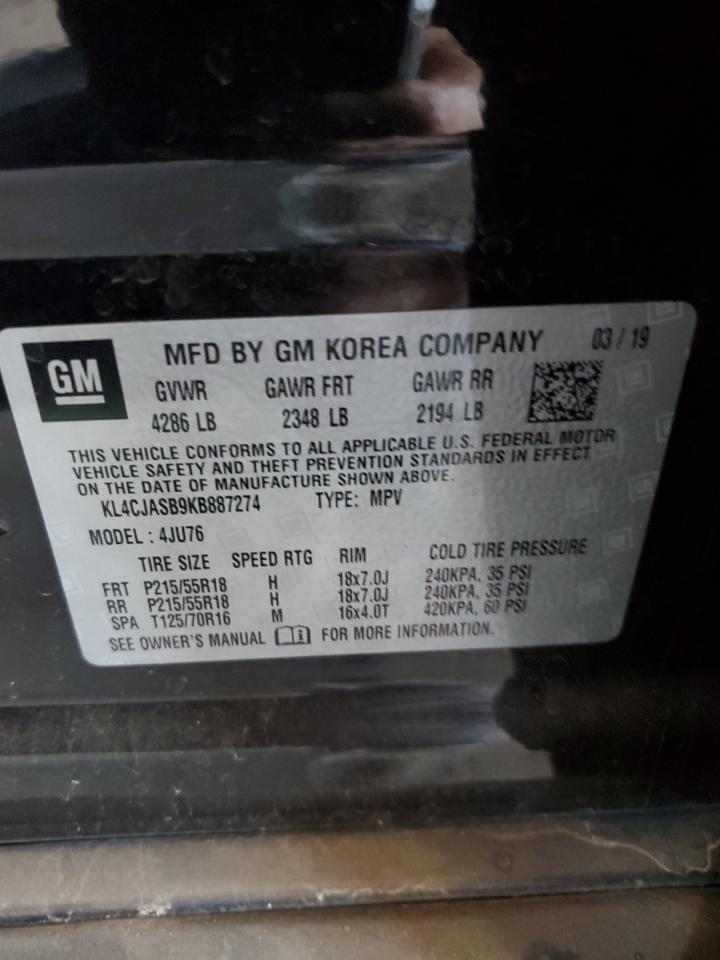 GM
MFD BY GM KOREA COMPANY 03 / 19
GVWR GAWR FRT GAWR RR
4286 LB 2348 LB 2194 LB
THIS VEHICLE CONFORMS TO ALL APPLICABLE U.S. FEDERAL MOTOR
VEHICLE SAFETY AND THEFT PREVENTION STANDARDS IN EFFECT
ON THE DATE OF MANUFACTURE SHOWN ABOVE.
KL4CJASB9KB887274 TYPE: MPV
MODEL : 4JU76
TIRE SIZE SPEED RTG RIM COLD TIRE PRESSURE
FRT P215/55R18 H 18x7.0J 240KPA, 35 PSI
RR P215/55R18 H 18x7.0J 240KPA, 35 PSI
SPA T125/70R16 M 16x4.0T 420KPA, 60 PSI
SEE OWNER'S MANUAL FOR MORE INFORMATION.